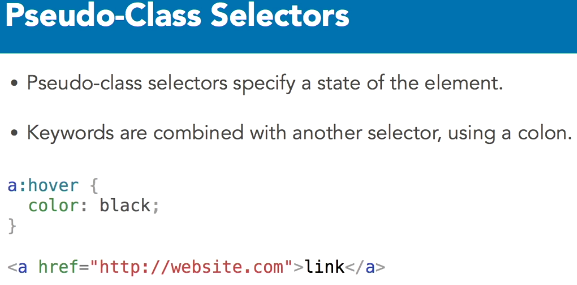 Pseudo-Class Selectors
• Pseudo-class selectors specify a state of the element.
• Keywords are combined with another selector, using a colon.
a:hover {
  color: black;
}
<a href="http://website.com">link</a>